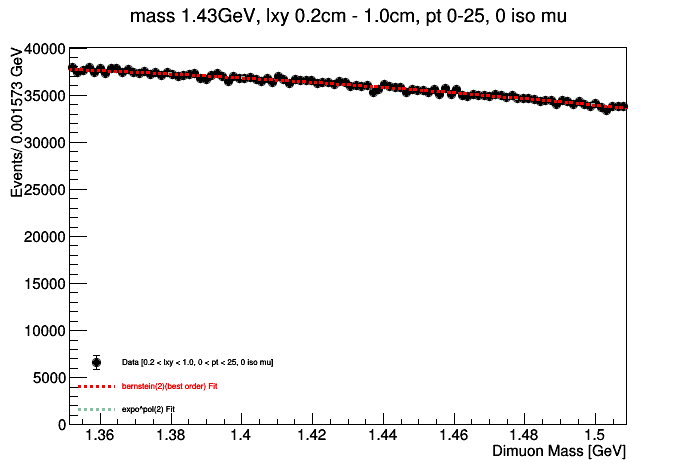 mass 1.43GeV, lxy 0.2cm - 1.0cm, pt 0-25, 0 iso mu
Events/ 0.001573 GeV
40000
35000
30000
25000
20000
15000
10000
5000
0
Data [0.2 < lxy < 1.0, 0 < pt < 25, 0 iso mu]
bernstein(2)(best order) Fit
expo*pol(2) Fit
1.36 1.38 1.4 1.42 1.44 1.46 1.48 1.5
Dimuon Mass [GeV]